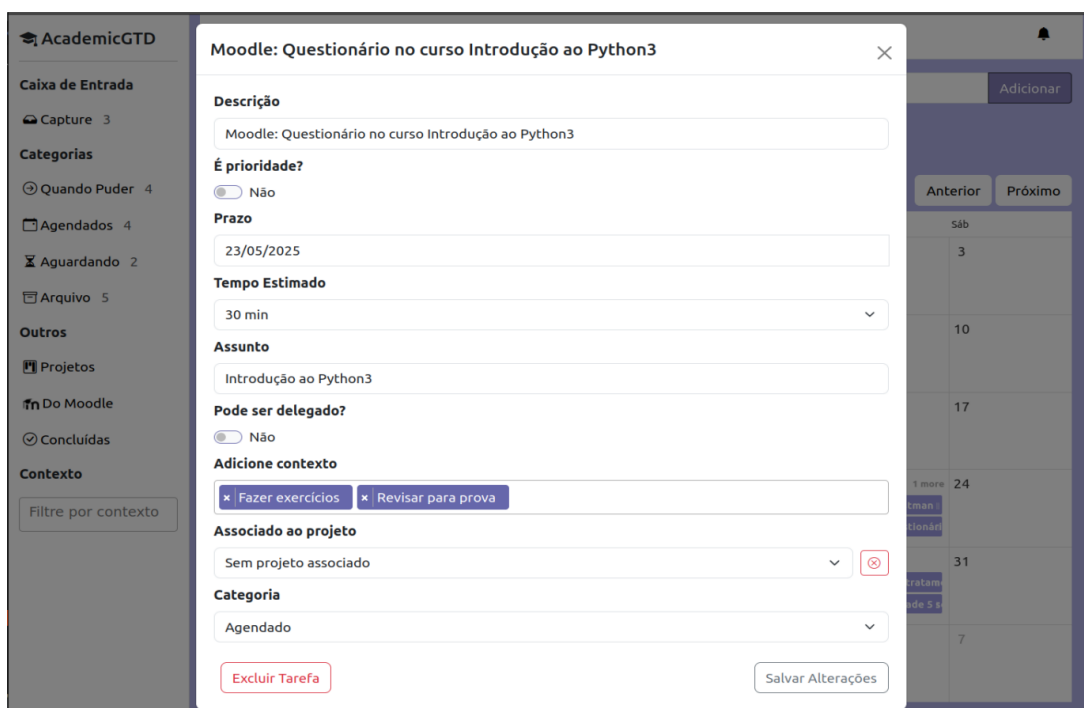 AcademicGTD
Caixa de Entrada
Capture 3
Categorias
Quando Puder 4
Agendados 4
Aguardando 2
Arquivo 5
Outros
Projetos
Do Moodle
Concluídas
Contexto
Filtre por contexto
Moodle: Questionário no curso Introdução ao Python3
Descrição
Moodle: Questionário no curso Introdução ao Python3
É prioridade?
Não
Prazo
23/05/2025
Tempo Estimado
30 min
Assunto
Introdução ao Python3
Pode ser delegado?
Não
Adicione contexto
× Fazer exercícios × Revisar para prova
Associado ao projeto
Sem projeto associado
Categoria
Agendado
Excluir Tarefa Salvar Alterações
Adicionar
Anterior Próximo
Sáb
3
10
17
1 more 24
31
7